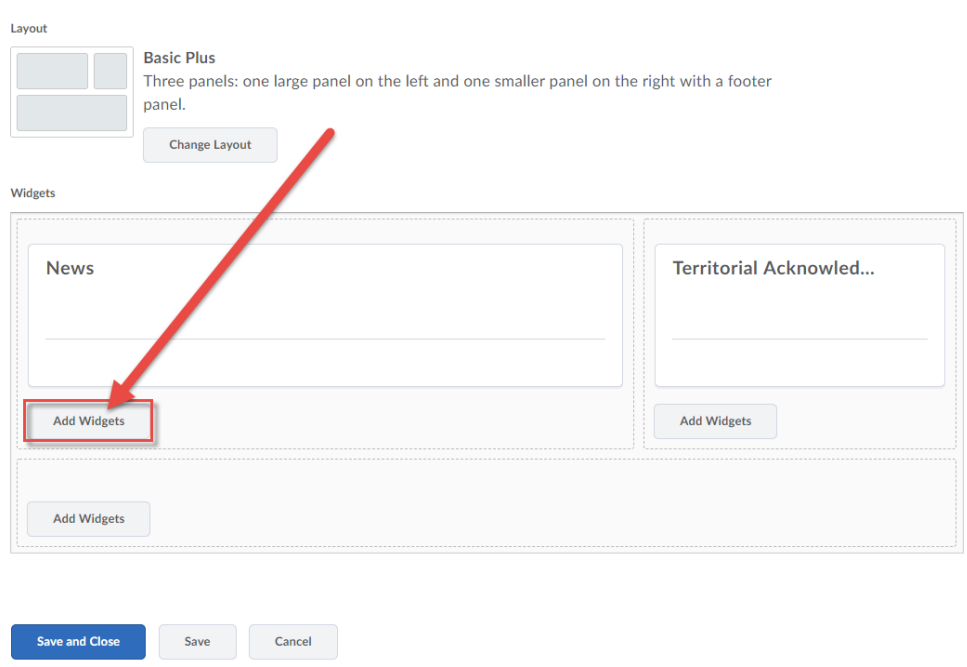 Layout
Basic Plus
Three panels: one large panel on the left and one smaller panel on the right with a footer
panel.
Change Layout
Widgets
News
Territorial Acknowled...
Add Widgets
Add Widgets
Add Widgets
Save and Close
Save
Cancel